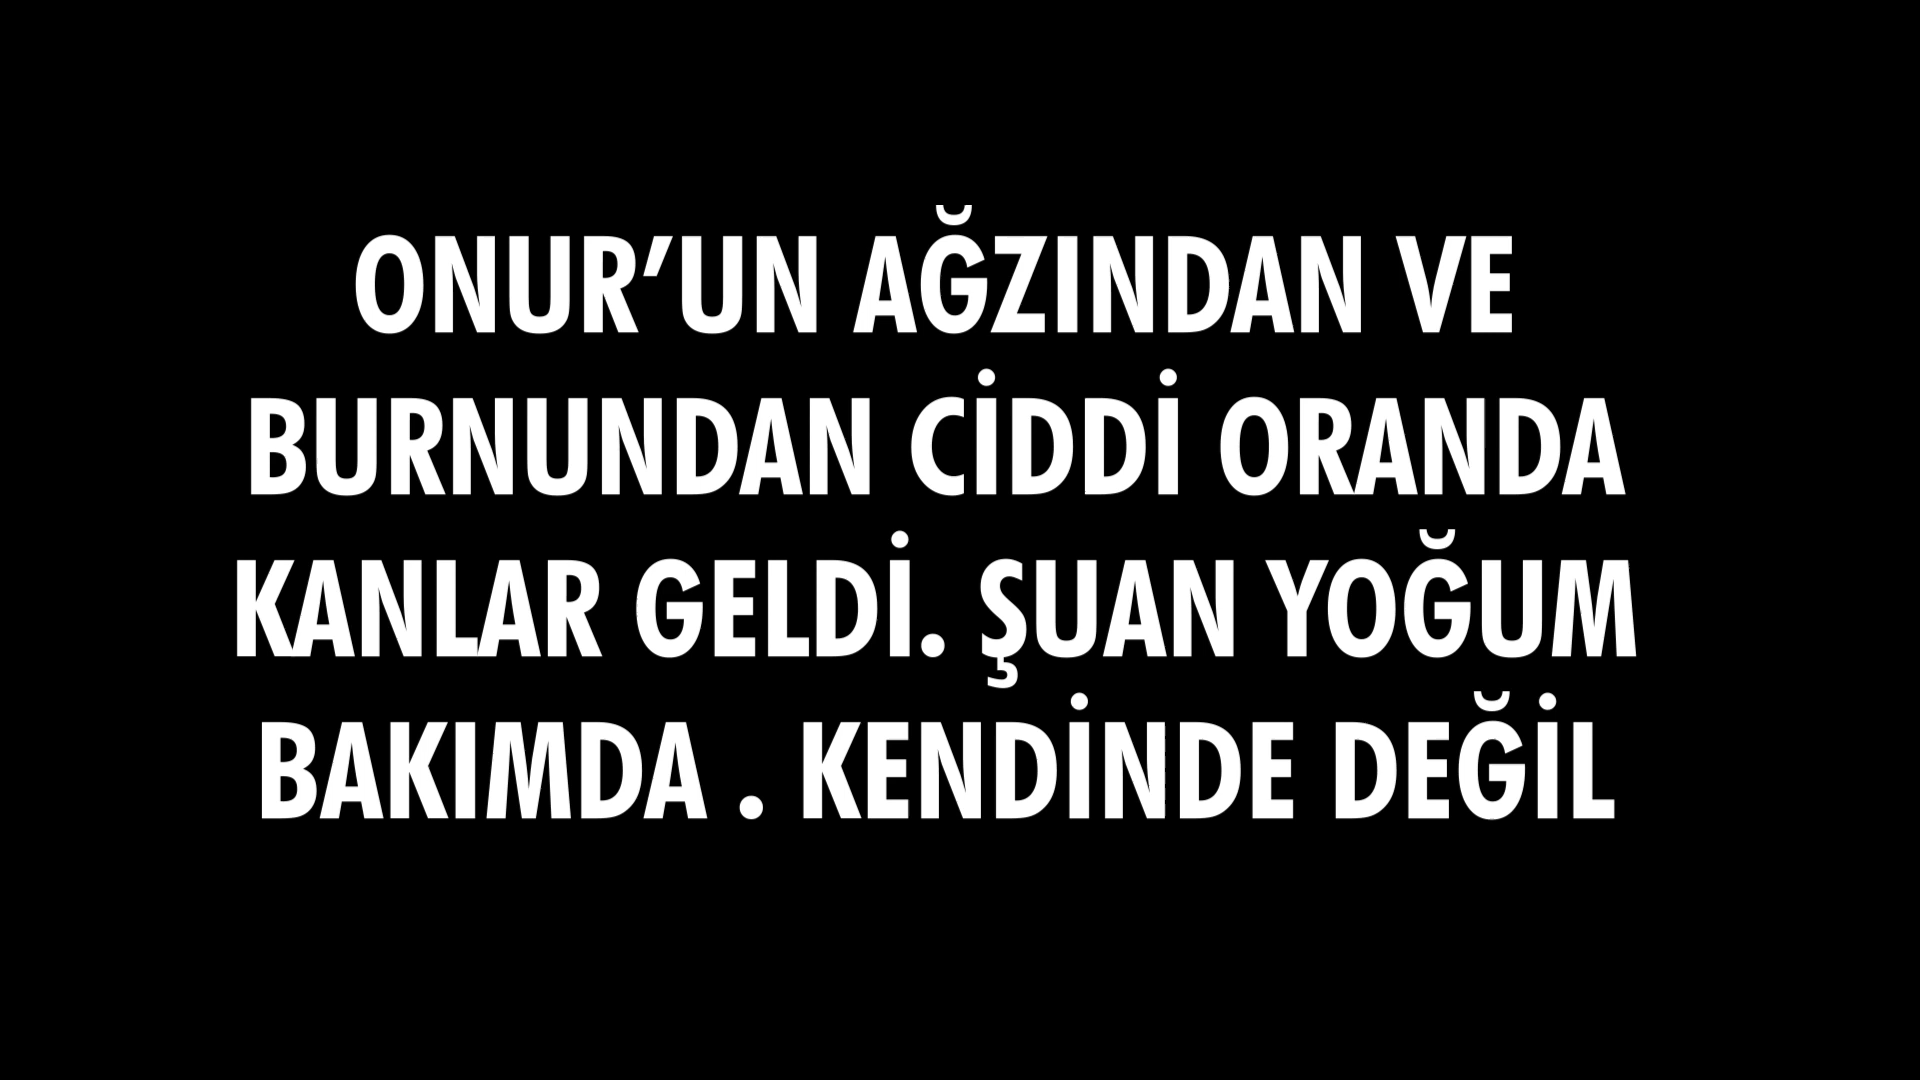 ONUR’UN AĞZINDAN VE
BURNUNDAN CİDDİ ORANDA
KANLAR GELDİ. ŞUAN YOĞUM
BAKIMDA . KENDİNDE DEĞİL